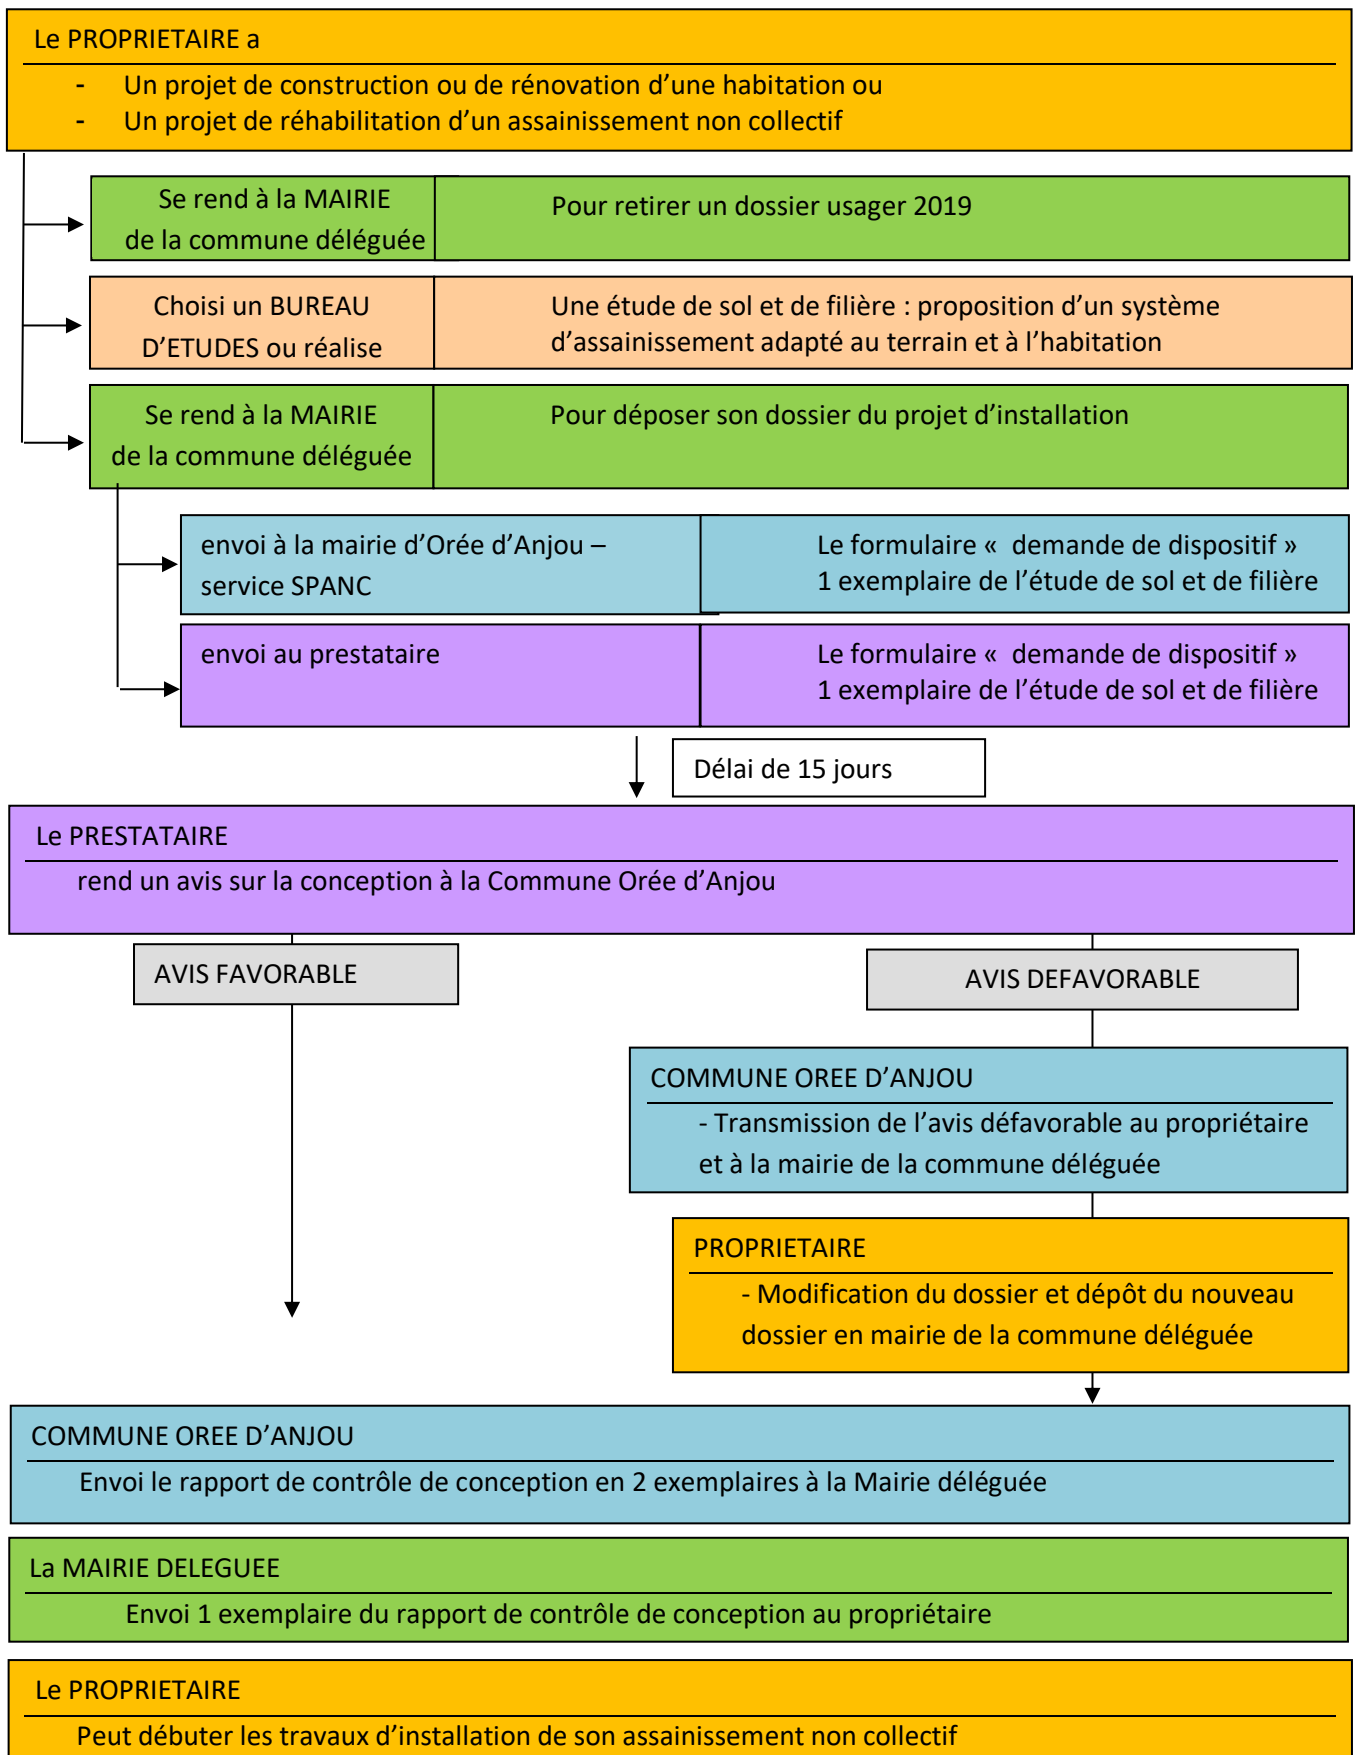 Le PROPRIETAIRE a
- Un projet de construction ou de rénovation d’une habitation ou
- Un projet de réhabilitation d’un assainissement non collectif
Se rend à la MAIRIE
de la commune déléguée
Pour retirer un dossier usager 2019
Choisi un BUREAU
D’ETUDES ou réalise
Une étude de sol et de filière : proposition d’un système
d’assainissement adapté au terrain et à l’habitation
Se rend à la MAIRIE
de la commune déléguée
Pour déposer son dossier du projet d’installation
envoi à la mairie d’Orée d’Anjou –
service SPANC
Le formulaire « demande de dispositif »
1 exemplaire de l’étude de sol et de filière
envoi au prestataire
Le formulaire « demande de dispositif »
1 exemplaire de l’étude de sol et de filière
Délai de 15 jours
Le PRESTATAIRE
rend un avis sur la conception à la Commune Orée d’Anjou
AVIS FAVORABLE
AVIS DEFAVORABLE
COMMUNE OREE D’ANJOU
- Transmission de l’avis défavorable au propriétaire
et à la mairie de la commune déléguée
PROPRIETAIRE
- Modification du dossier et dépôt du nouveau
dossier en mairie de la commune déléguée
COMMUNE OREE D’ANJOU
Envoi le rapport de contrôle de conception en 2 exemplaires à la Mairie déléguée
La MAIRIE DELEGUEE
Envoi 1 exemplaire du rapport de contrôle de conception au propriétaire
Le PROPRIETAIRE
Peut débuter les travaux d’installation de son assainissement non collectif